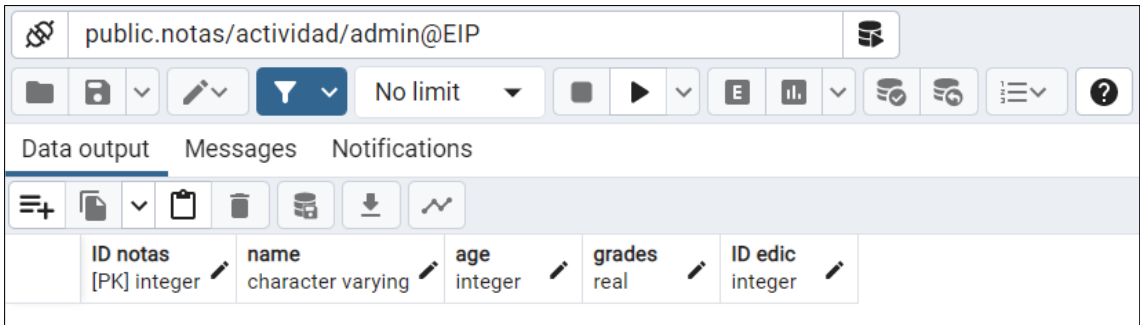 public.notas/actividad/admin@EIP
No limit
E
Data output Messages Notifications
ID notas name age grades ID edic
[PK] integer character varying integer real integer